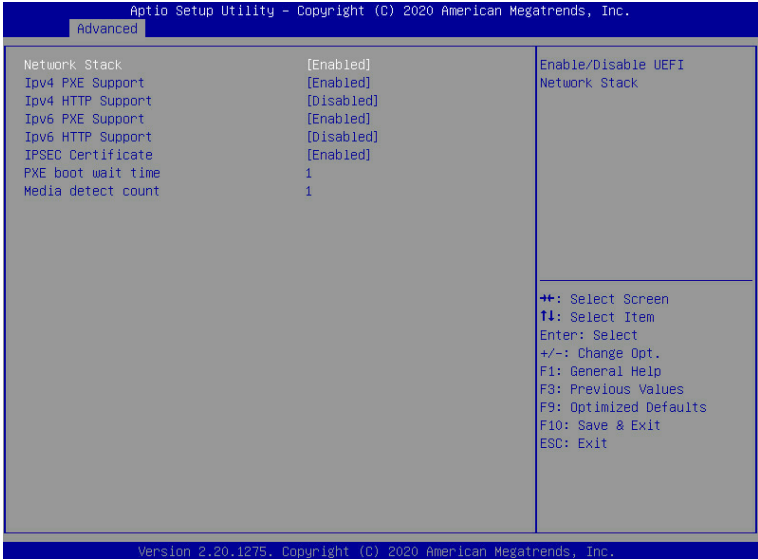 Aptio Setup Utility – Copyright (C) 2020 American Megatrends, Inc.
Advanced
Network Stack [Enabled]
Ipv4 PXE Support [Enabled]
Ipv4 HTTP Support [Disabled]
Ipv6 PXE Support [Enabled]
Ipv6 HTTP Support [Disabled]
IPSEC Certificate [Enabled]
PXE boot wait time 1
Media detect count 1
Enable/Disable UEFI
Network Stack
→←: Select Screen
↑↓: Select Item
Enter: Select
+/-: Change Opt.
F1: General Help
F3: Previous Values
F9: Optimized Defaults
F10: Save & Exit
ESC: Exit
Version 2.20.1275. Copyright (C) 2020 American Megatrends, Inc.